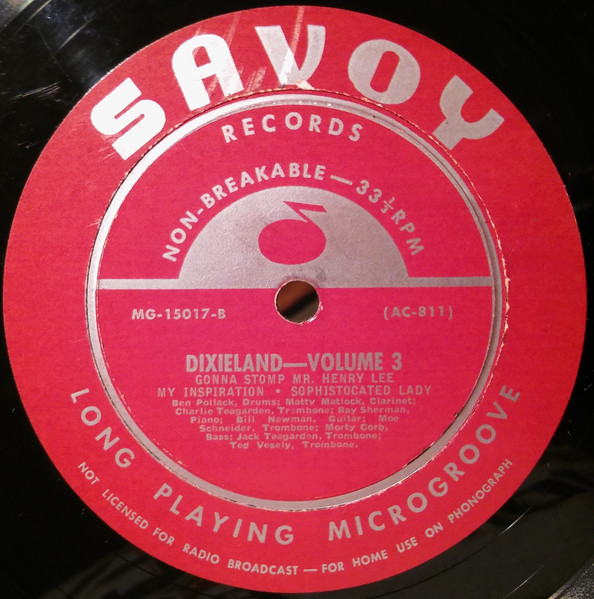 SAVOY
RECORDS
NON-BREAKABLE — 33 1/3 RPM
MG-15017-B (AC-811)
DIXIELAND—VOLUME 3
GONNA STOMP MR. HENRY LEE
MY INSPIRATION • SOPHISTOCATED LADY
Ben Pollack, Drums; Matty Matlock, Clarinet;
Charlie Teagarden, Trombone; Ray Sherman,
Piano; Bill Newman, Guitar; Moe
Schneider, Trombone; Morty Corb,
Bass; Jack Teagarden, Trombone;
Ted Vesely, Trombone.
LONG PLAYING MICROGROOVE
NOT LICENSED FOR RADIO BROADCAST — FOR HOME USE ON PHONOGRAPH